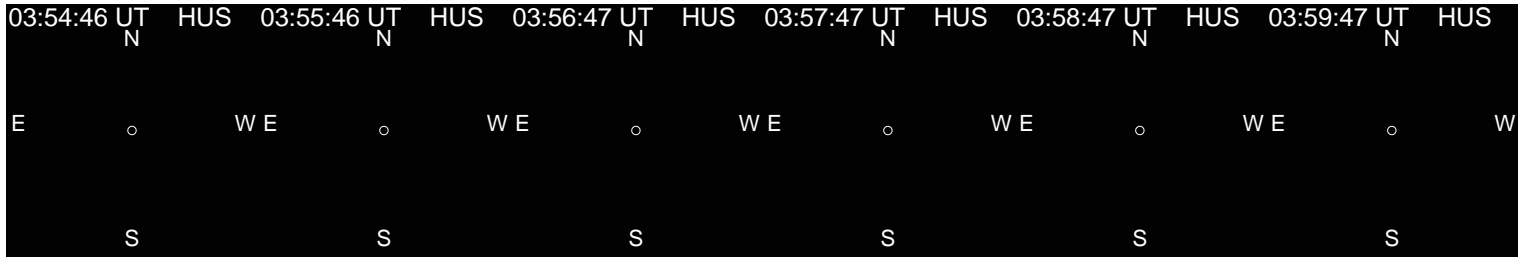 03:54:46 UT HUS 03:55:46 UT HUS 03:56:47 UT HUS 03:57:47 UT HUS 03:58:47 UT HUS 03:59:47 UT HUS
N N N N N N
E W E W E W E W E W E W
S S S S S S